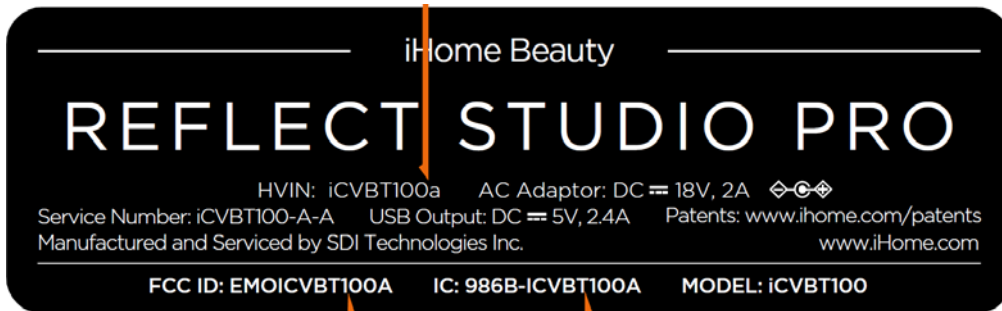 iHome Beauty
REFLECT STUDIO PRO
HVIN: iCVBT100a AC Adaptor: DC ⎓ 18V, 2A
Service Number: iCVBT100-A-A USB Output: DC ⎓ 5V, 2.4A Patents: www.ihome.com/patents
Manufactured and Serviced by SDI Technologies Inc. www.iHome.com
FCC ID: EMOICVBT100A IC: 986B-ICVBT100A MODEL: iCVBT100